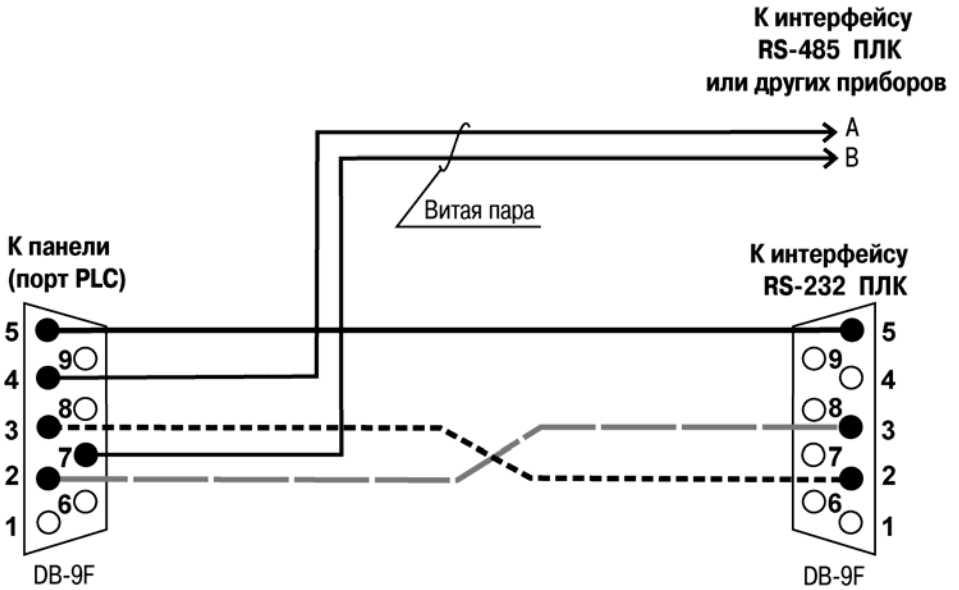 К интерфейсу
RS-485 ПЛК
или других приборов
A
B
Витая пара
К панели
(порт PLC)
К интерфейсу
RS-232 ПЛК
5
9
4
8
3
7
2
6
1
DB-9F
5
9
4
8
3
7
2
6
1
DB-9F